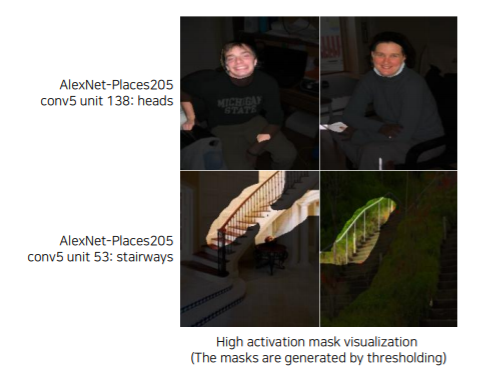 AlexNet-Places205
conv5 unit 138: heads
MICHIGAN
STATE
AlexNet-Places205
conv5 unit 53: stairways
High activation mask visualization
(The masks are generated by thresholding)